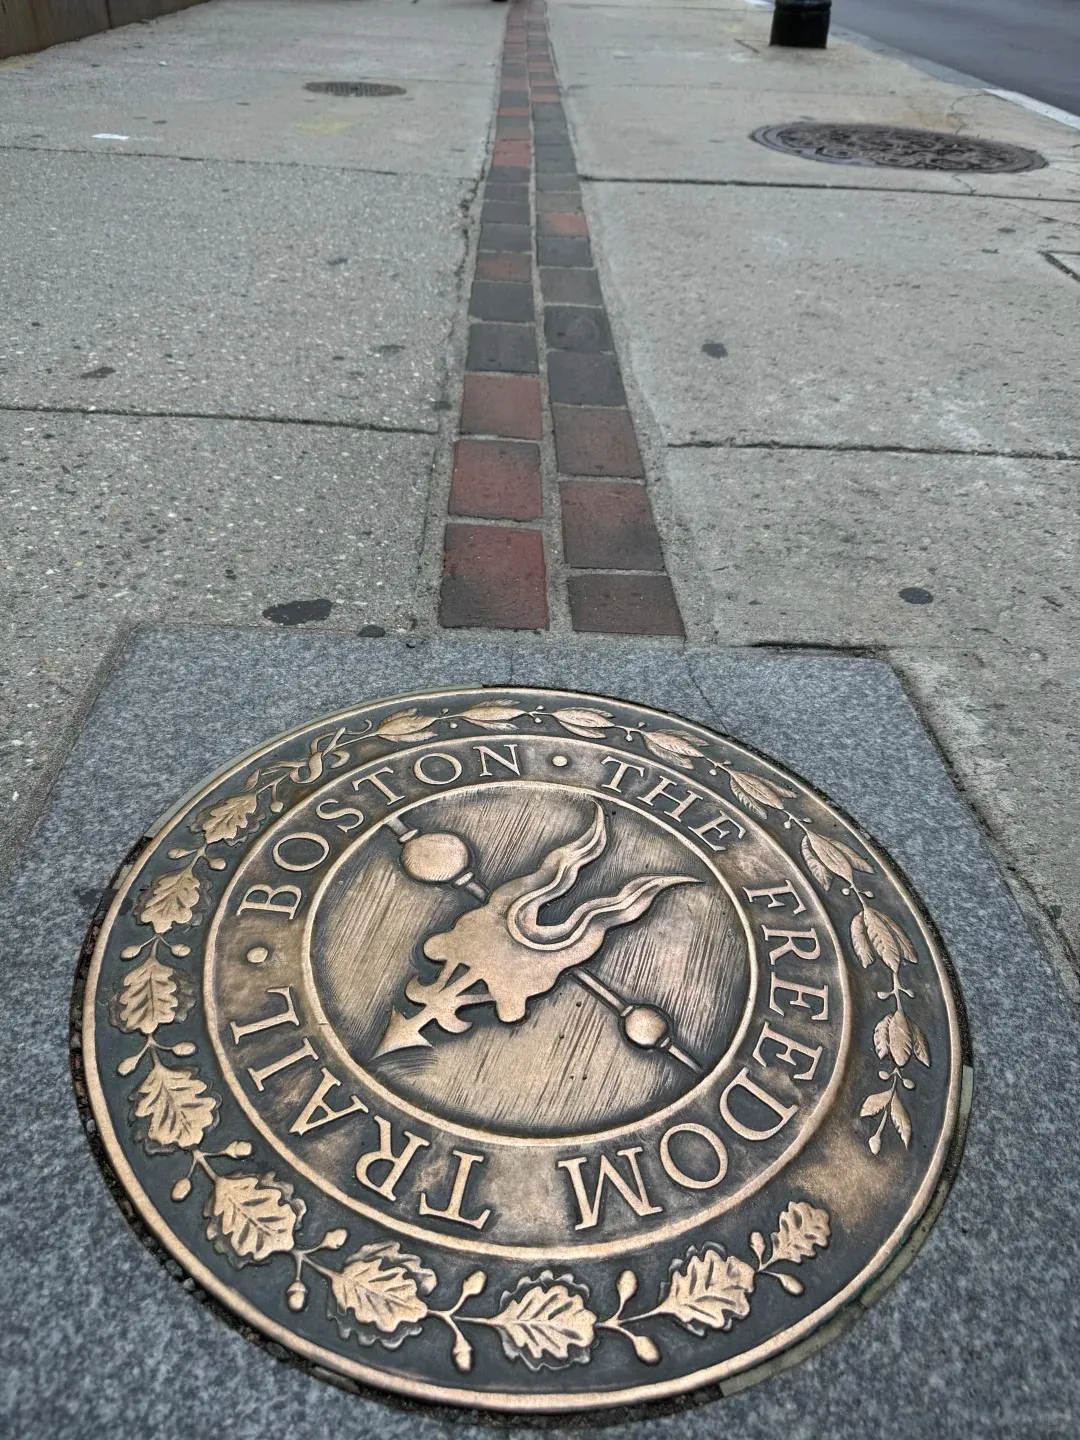 THE FREEDOM TRAIL • BOSTON •